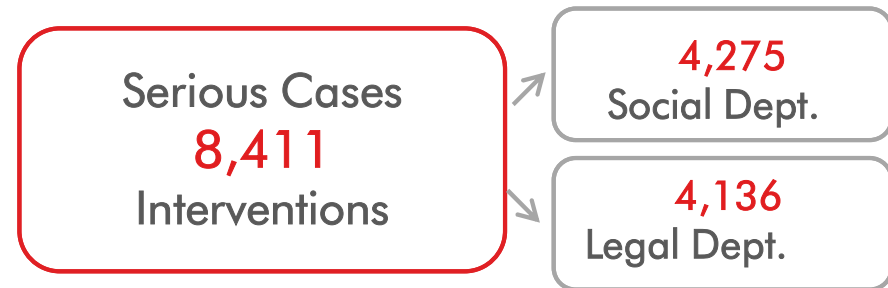 Serious Cases
8,411
Interventions
4,275
Social Dept.
4,136
Legal Dept.